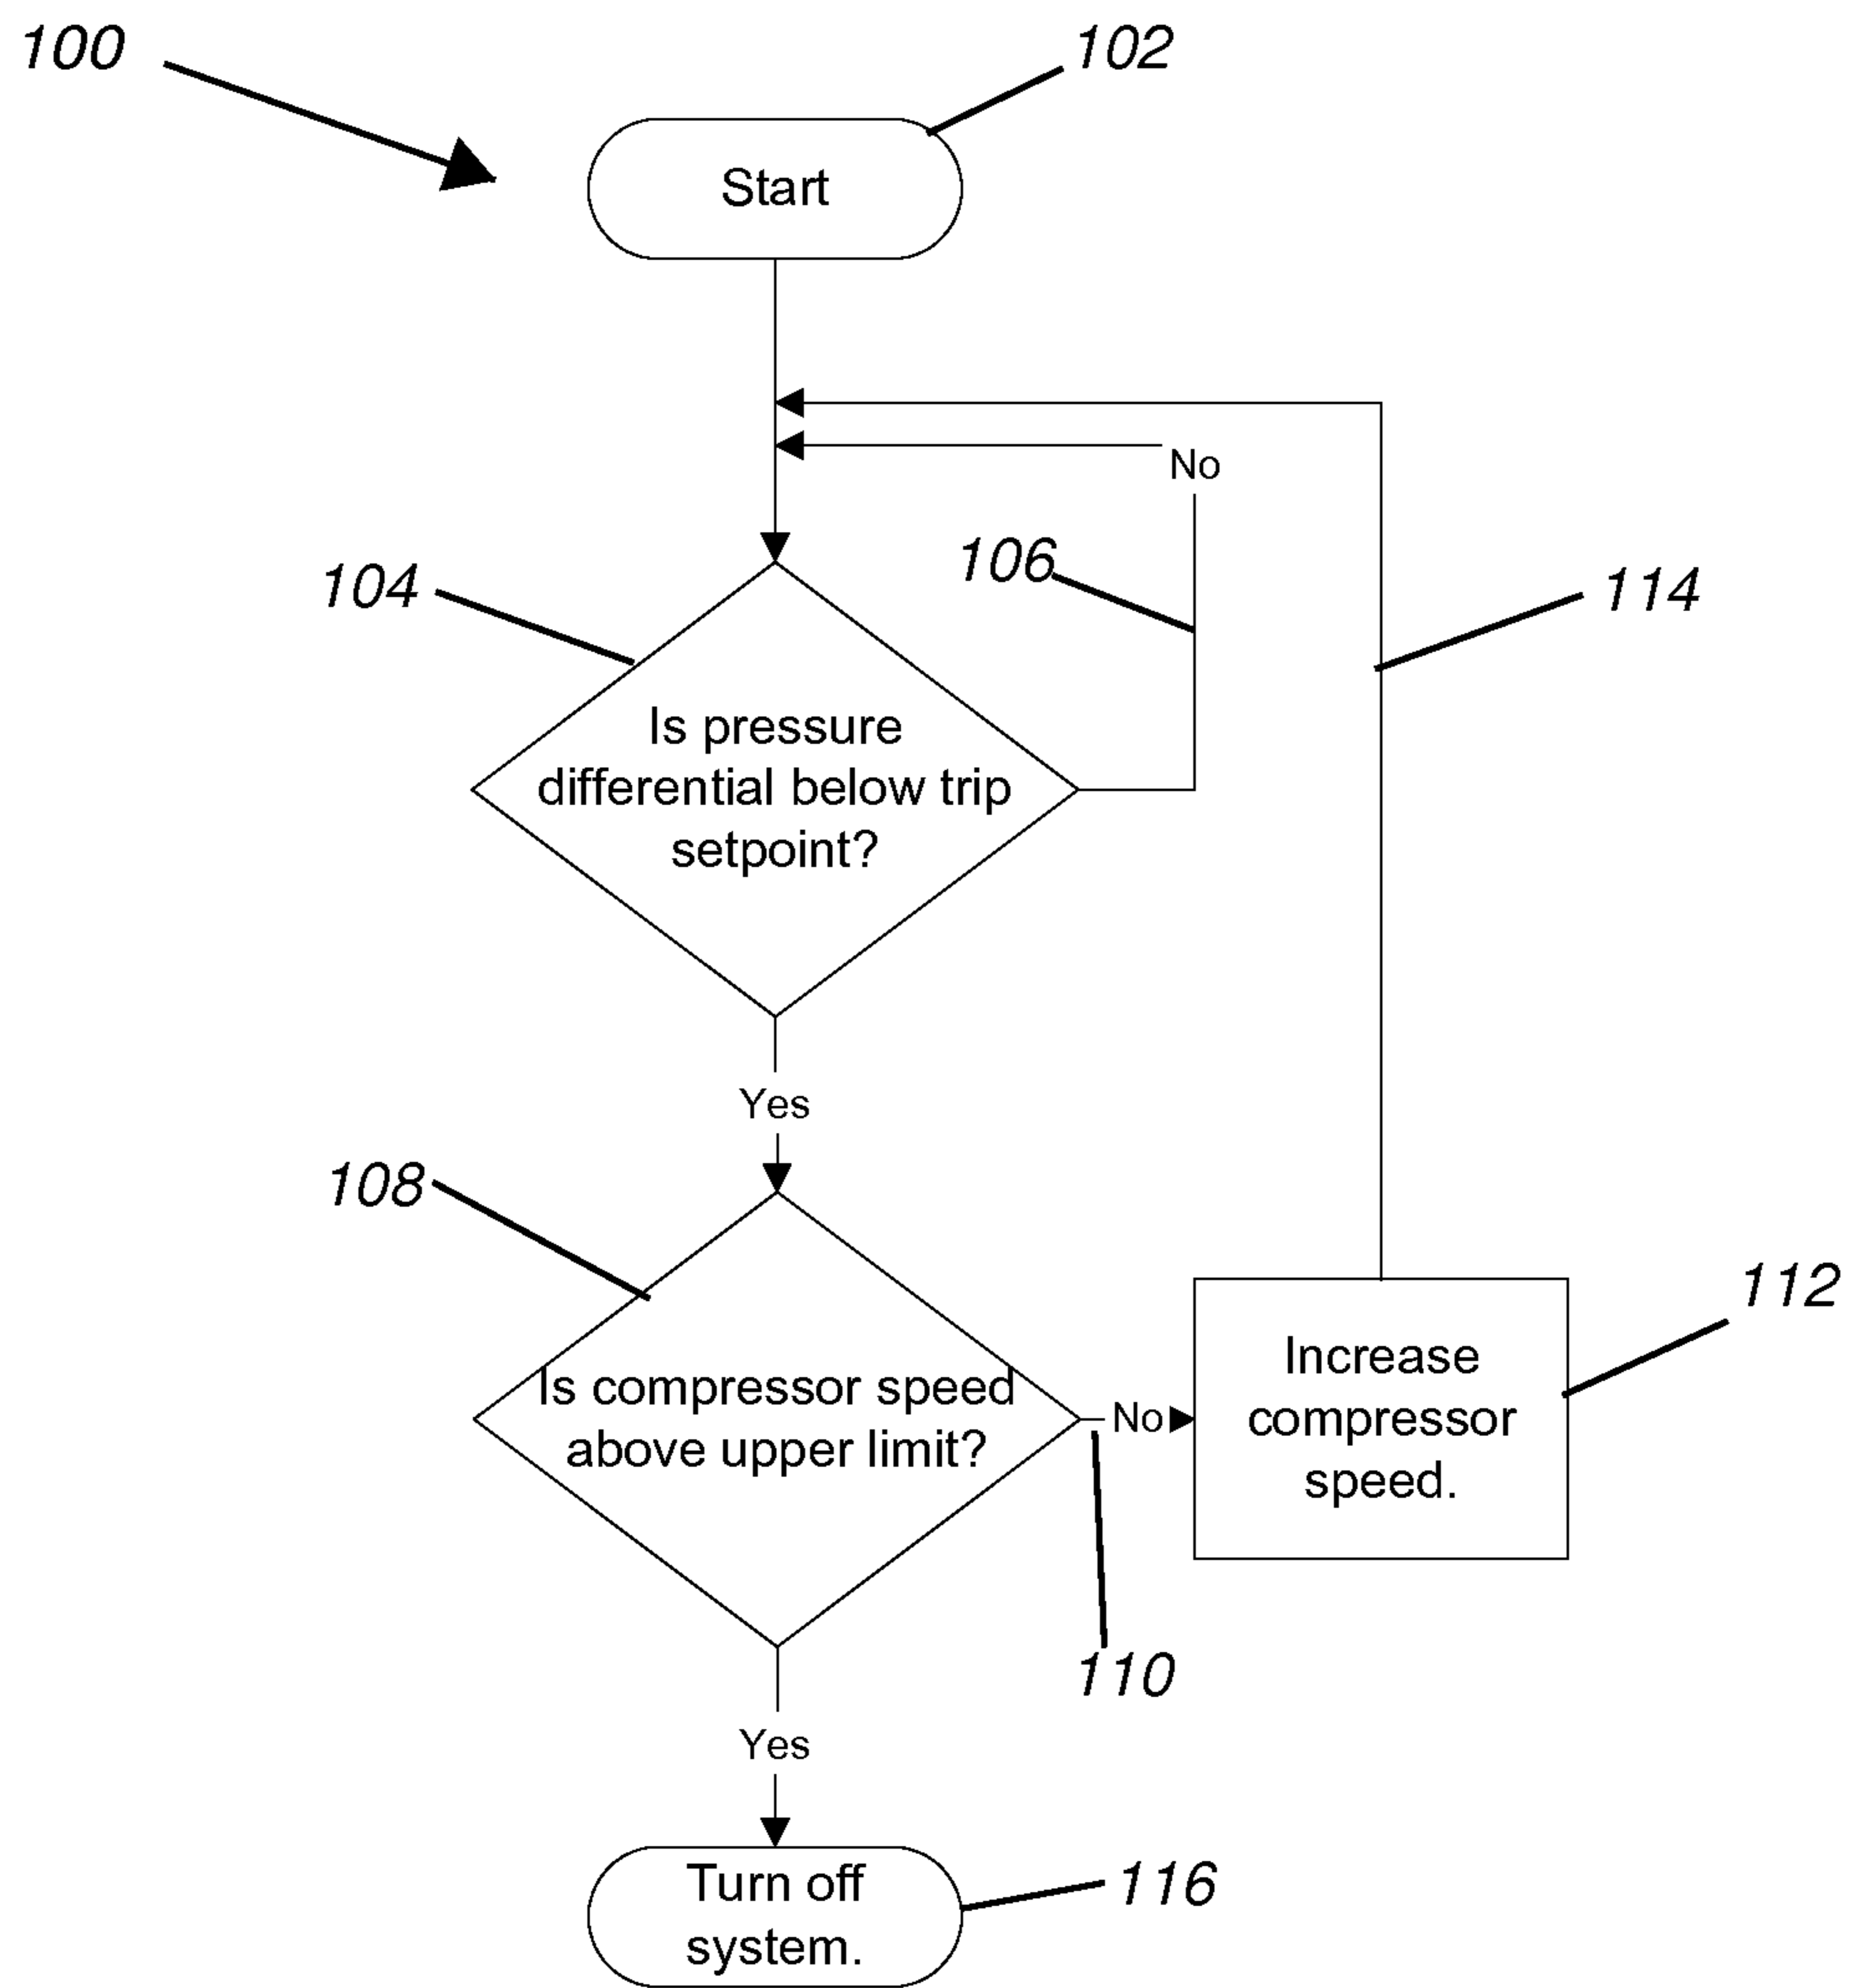 100
102
Start
No
106
104
114
Is pressure
differential below trip
setpoint?
Yes
108
112
Is compressor speed
above upper limit?
No
Increase
compressor
speed.
110
Yes
Turn off
system.
116